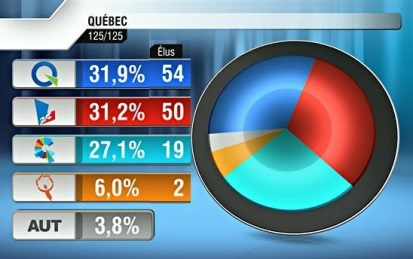 QUÉBEC
125/125
Élus
31,9% 54
31,2% 50
27,1% 19
6,0% 2
AUT 3,8%